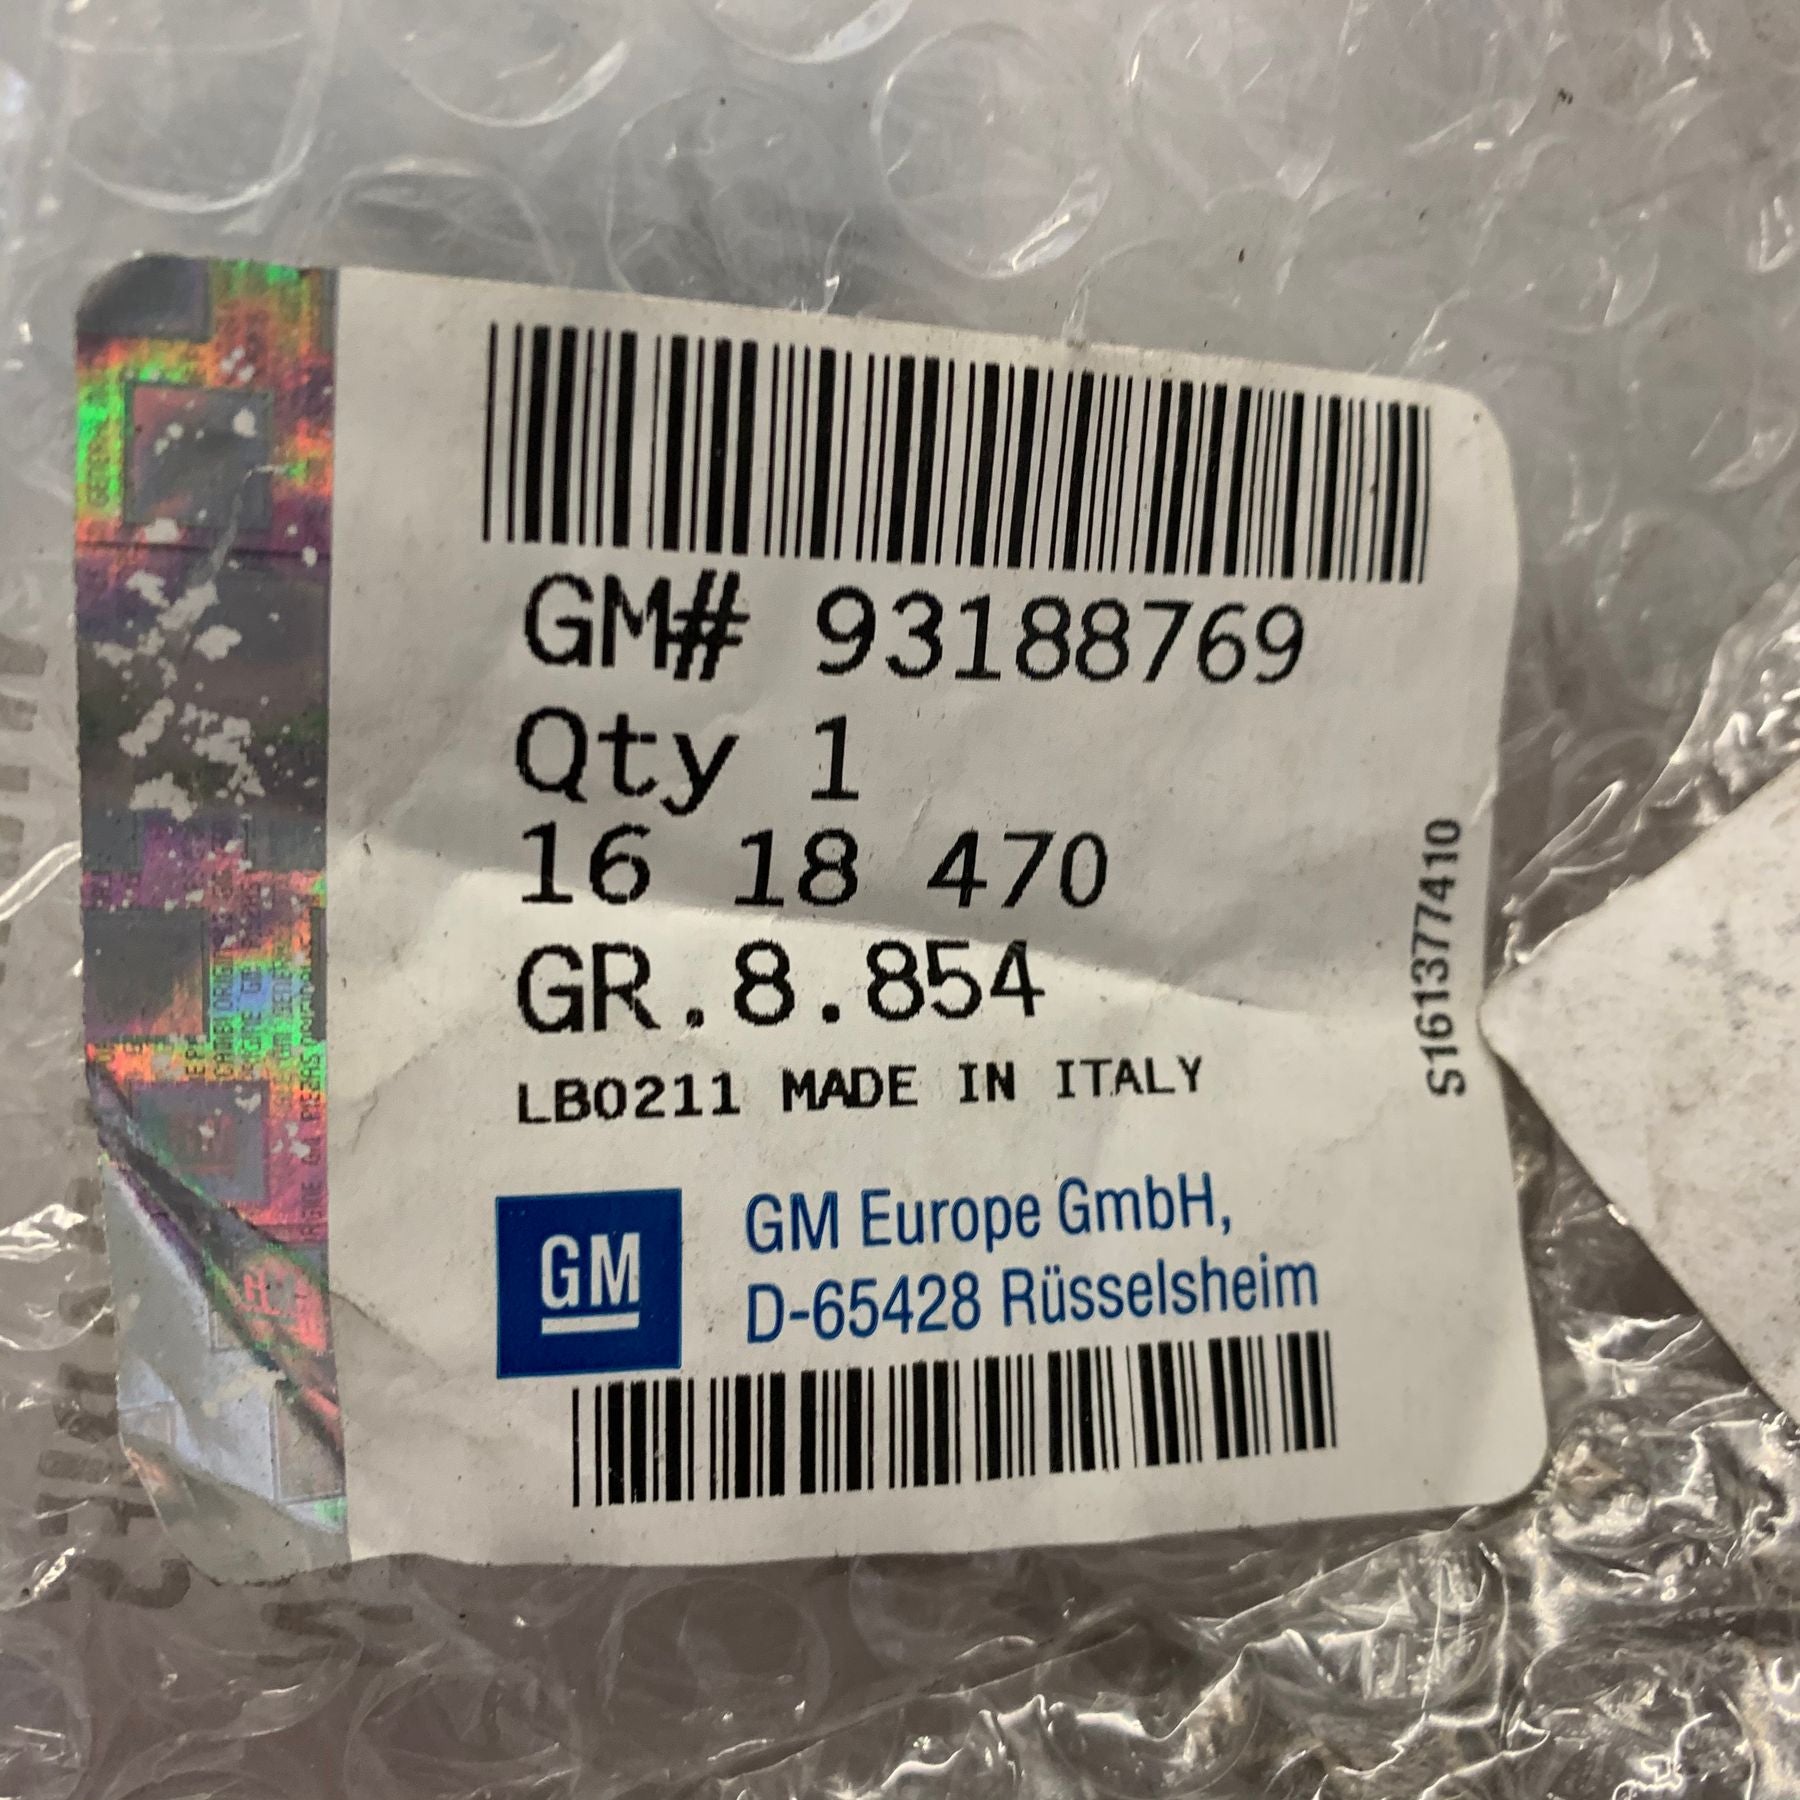 GM# 93188769
Qty 1
16 18 470
GR.8.854
LB0211 MADE IN ITALY
S161377410
GM
GM Europe GmbH,
D-65428 Rüsselsheim